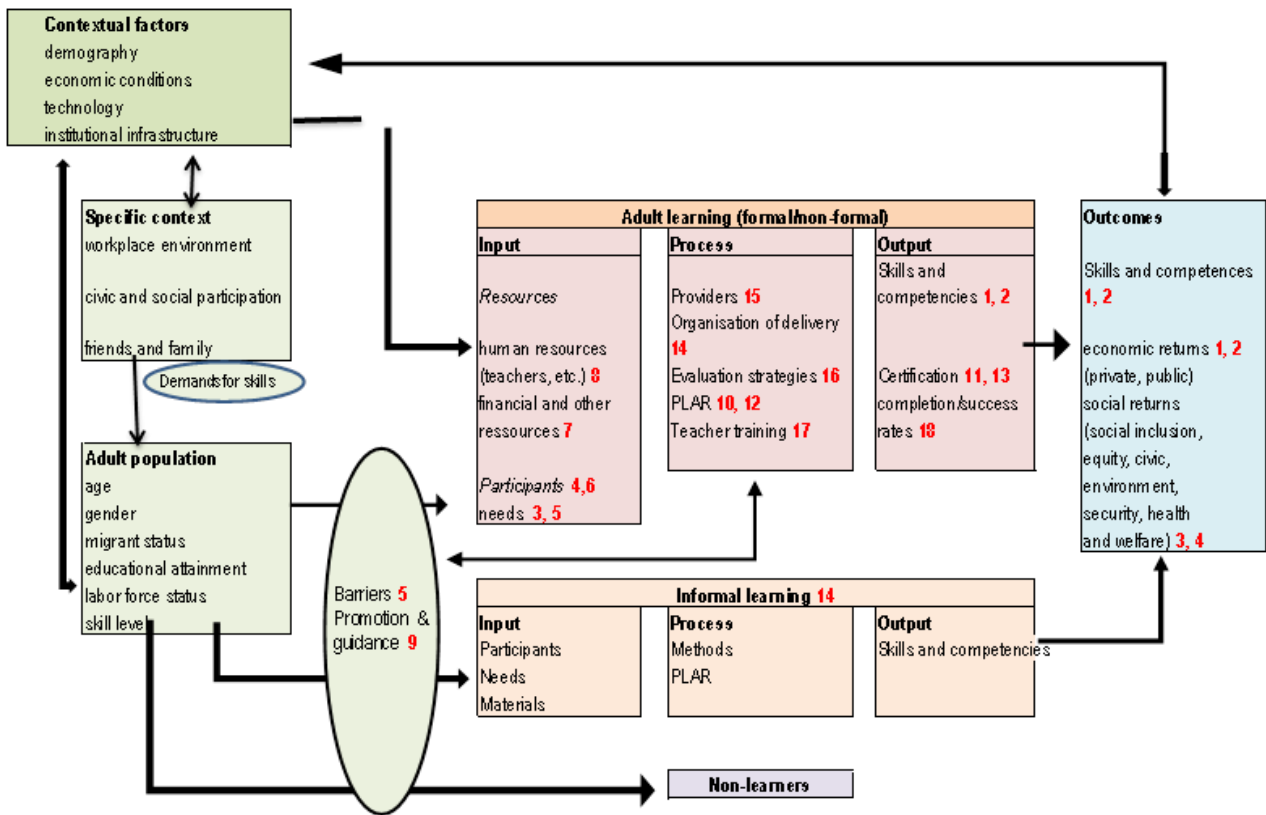 Contextual factors
demography
economic conditions
technology
institutional infrastructure
Specific context
workplace environment
civic and social participation
friends and family
Demands for skills
Adult population
age
gender
migrant status
educational attainment
labor force status
skill level
Barriers 5
Promotion &
guidance 9
Adult learning (formal/non-formal)
Input
Resources
human resources
(teachers, etc.) 8
financial and other
ressources 7
Participants 4,6
needs 3, 5
Process
Providers 15
Organisation of delivery
14
Evaluation strategies 16
PLAR 10, 12
Teacher training 17
Output
Skills and
competencies 1, 2
Certification 11, 13
completion/success
rates 18
Informal learning 14
Input
Participants
Needs
Materials
Process
Methods
PLAR
Output
Skills and competencies
Non-learners
Outcomes
Skills and competences
1, 2
economic returns 1, 2
(private, public)
social returns
(social inclusion,
equity, civic,
environment,
security, health
and welfare) 3, 4